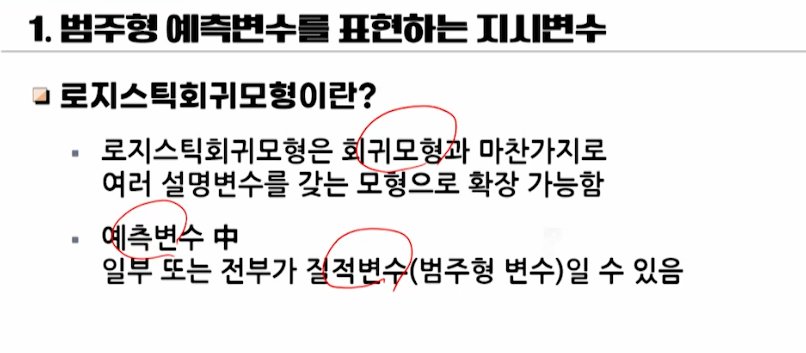 1. 범주형 예측변수를 표현하는 지시변수
로지스틱회귀모형이란?
로지스틱회귀모형은 회귀모형과 마찬가지로
여러 설명변수를 갖는 모형으로 확장 가능함
예측변수 中
일부 또는 전부가 질적변수(범주형 변수)일 수 있음